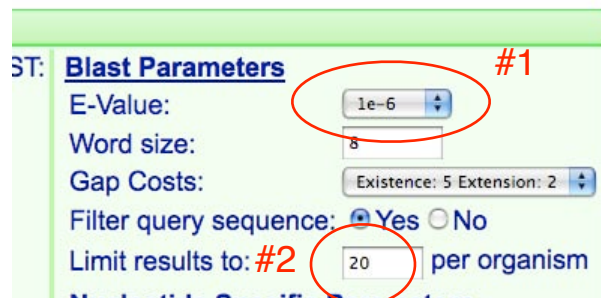 #1
ST: Blast Parameters
E-Value: 1e-6
Word size: 8
Gap Costs: Existence: 5 Extension: 2
Filter query sequence: Yes No
Limit results to: #2 20 per organism